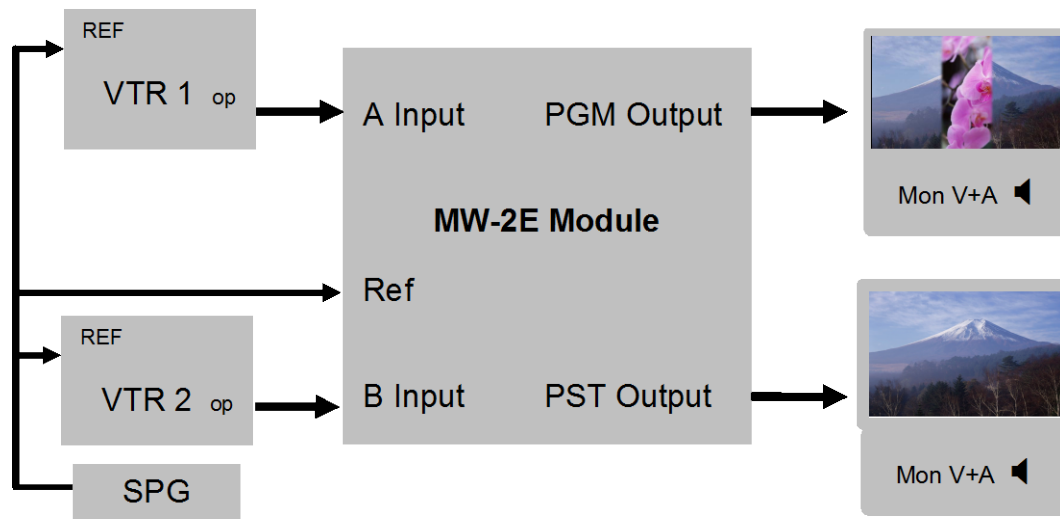 REF
VTR 1 op
A Input PGM Output
Mon V+A
MW-2E Module
Ref
REF
VTR 2 op
B Input PST Output
Mon V+A
SPG